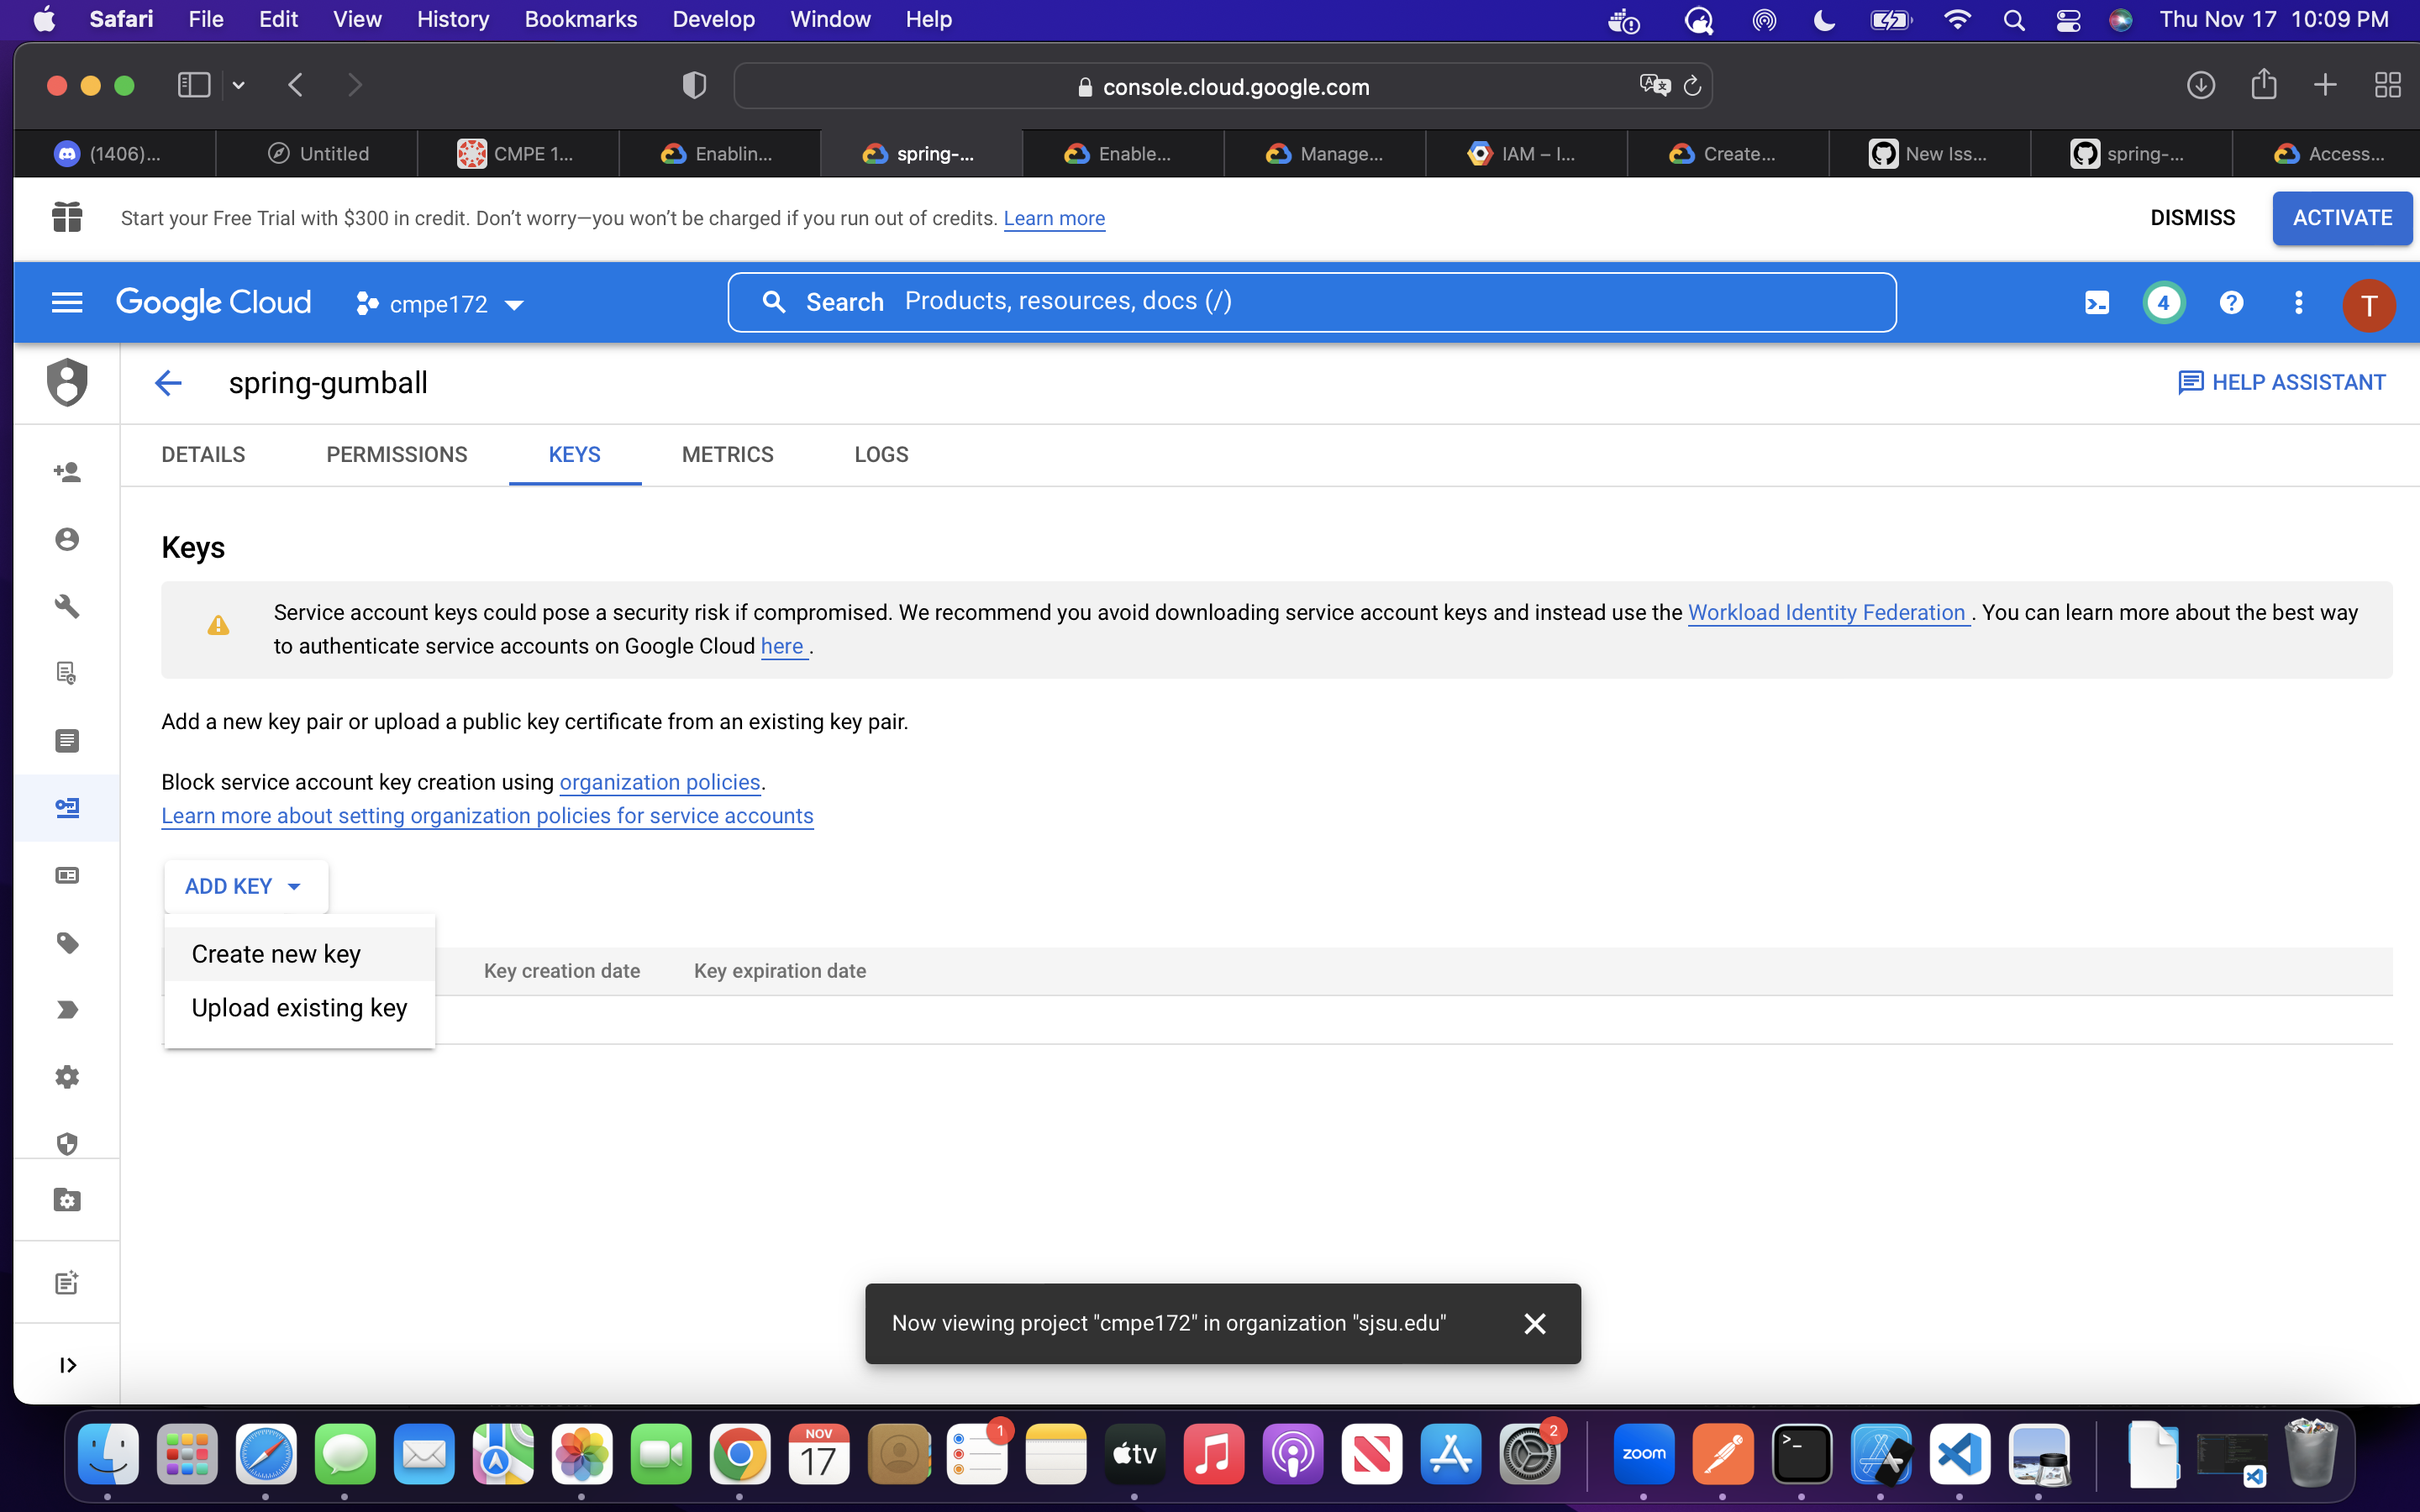 Safari File Edit View History Bookmarks Develop Window Help Thu Nov 17 10:09 PM
console.cloud.google.com
(1406)... Untitled CMPE 1... Enablin... spring-... Enable... Manage... IAM – I... Create... New Iss... spring-... Access...
Start your Free Trial with $300 in credit. Don’t worry—you won’t be charged if you run out of credits. Learn more DISMISS ACTIVATE
Google Cloud cmpe172 Search Products, resources, docs (/) 4 ? T
spring-gumball HELP ASSISTANT
DETAILS PERMISSIONS KEYS METRICS LOGS
Keys
Service account keys could pose a security risk if compromised. We recommend you avoid downloading service account keys and instead use the Workload Identity Federation . You can learn more about the best way
to authenticate service accounts on Google Cloud here .
Add a new key pair or upload a public key certificate from an existing key pair.
Block service account key creation using organization policies.
Learn more about setting organization policies for service accounts
ADD KEY
Create new key
Upload existing key
Key creation date Key expiration date
Now viewing project "cmpe172" in organization "sjsu.edu"
NOV
17
1
tv
2
zoom